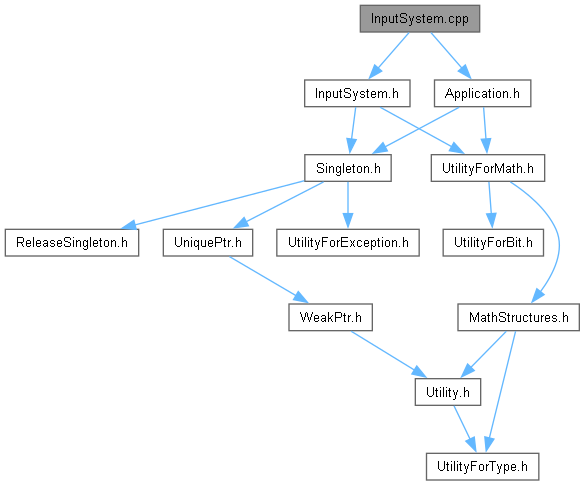 InputSystem.cpp
InputSystem.h
Application.h
Singleton.h
UtilityForMath.h
ReleaseSingleton.h
UniquePtr.h
UtilityForException.h
UtilityForBit.h
WeakPtr.h
MathStructures.h
Utility.h
UtilityForType.h